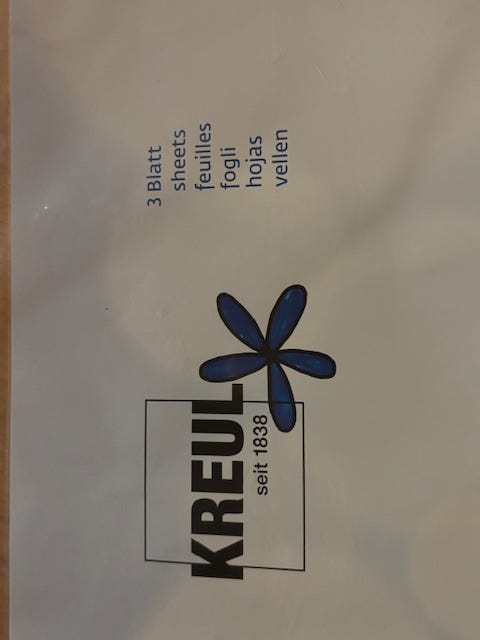 KREUL
seit 1838
3 Blatt
sheets
feuilles
fogli
hojas
vellen